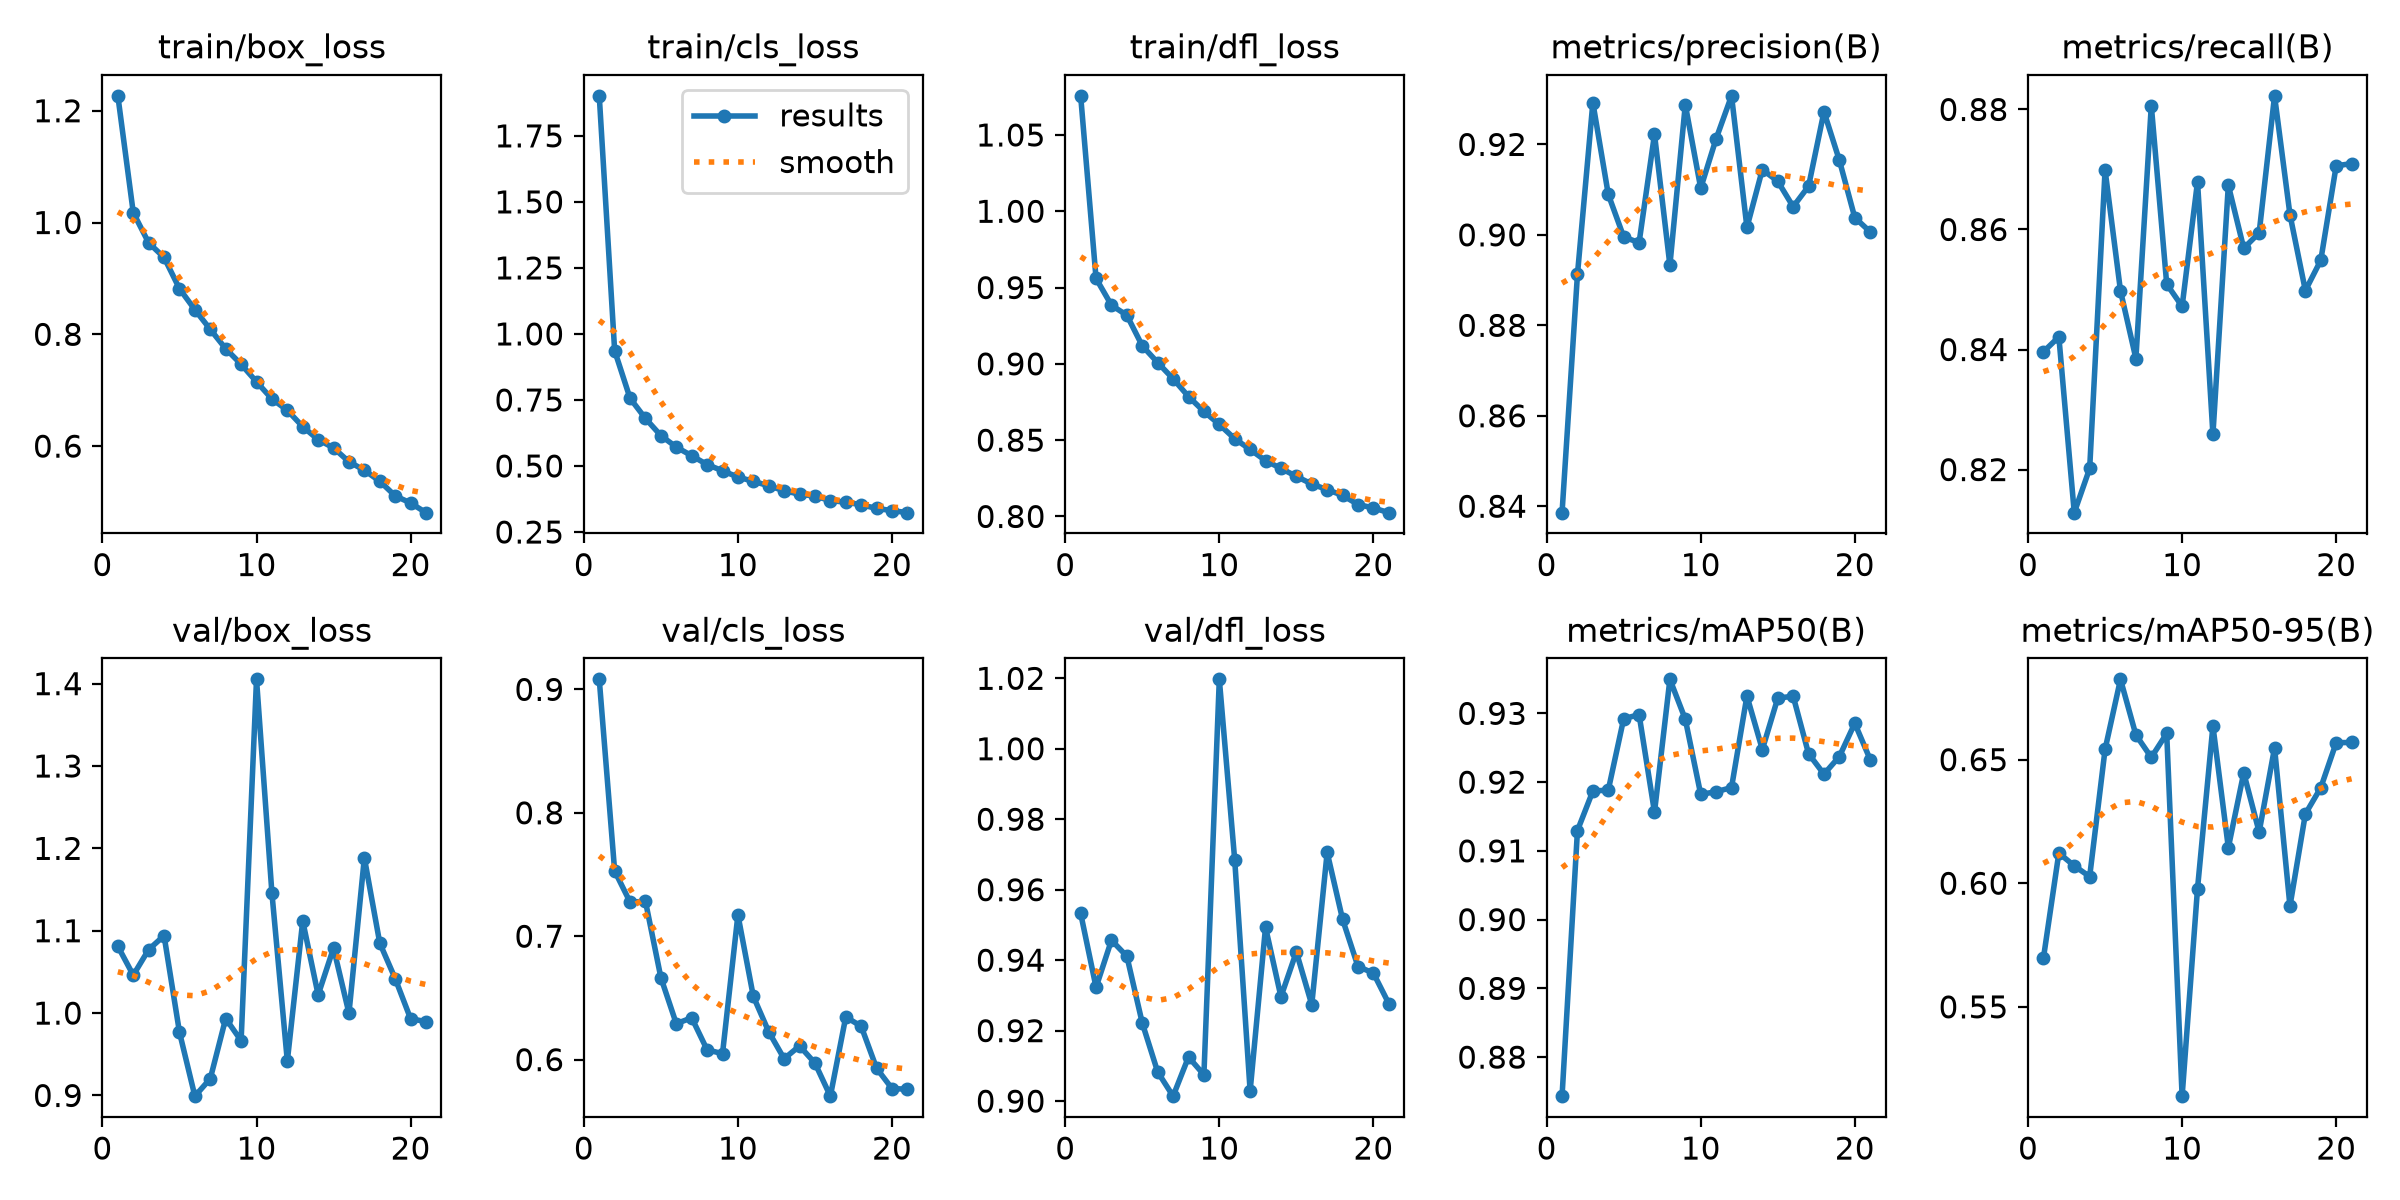 train/box_loss
train/cls_loss
train/dfl_loss
metrics/precision(B)
metrics/recall(B)
1.2
1.0
0.8
0.6
0 10 20
results
smooth
1.75
1.50
1.25
1.00
0.75
0.50
0.25
0 10 20
1.05
1.00
0.95
0.90
0.85
0.80
0 10 20
0.92
0.90
0.88
0.86
0.84
0 10 20
0.88
0.86
0.84
0.82
0 10 20
val/box_loss
val/cls_loss
val/dfl_loss
metrics/mAP50(B)
metrics/mAP50-95(B)
1.4
1.3
1.2
1.1
1.0
0.9
0 10 20
0.9
0.8
0.7
0.6
0 10 20
1.02
1.00
0.98
0.96
0.94
0.92
0.90
0 10 20
0.93
0.92
0.91
0.90
0.89
0.88
0 10 20
0.65
0.60
0.55
0 10 20